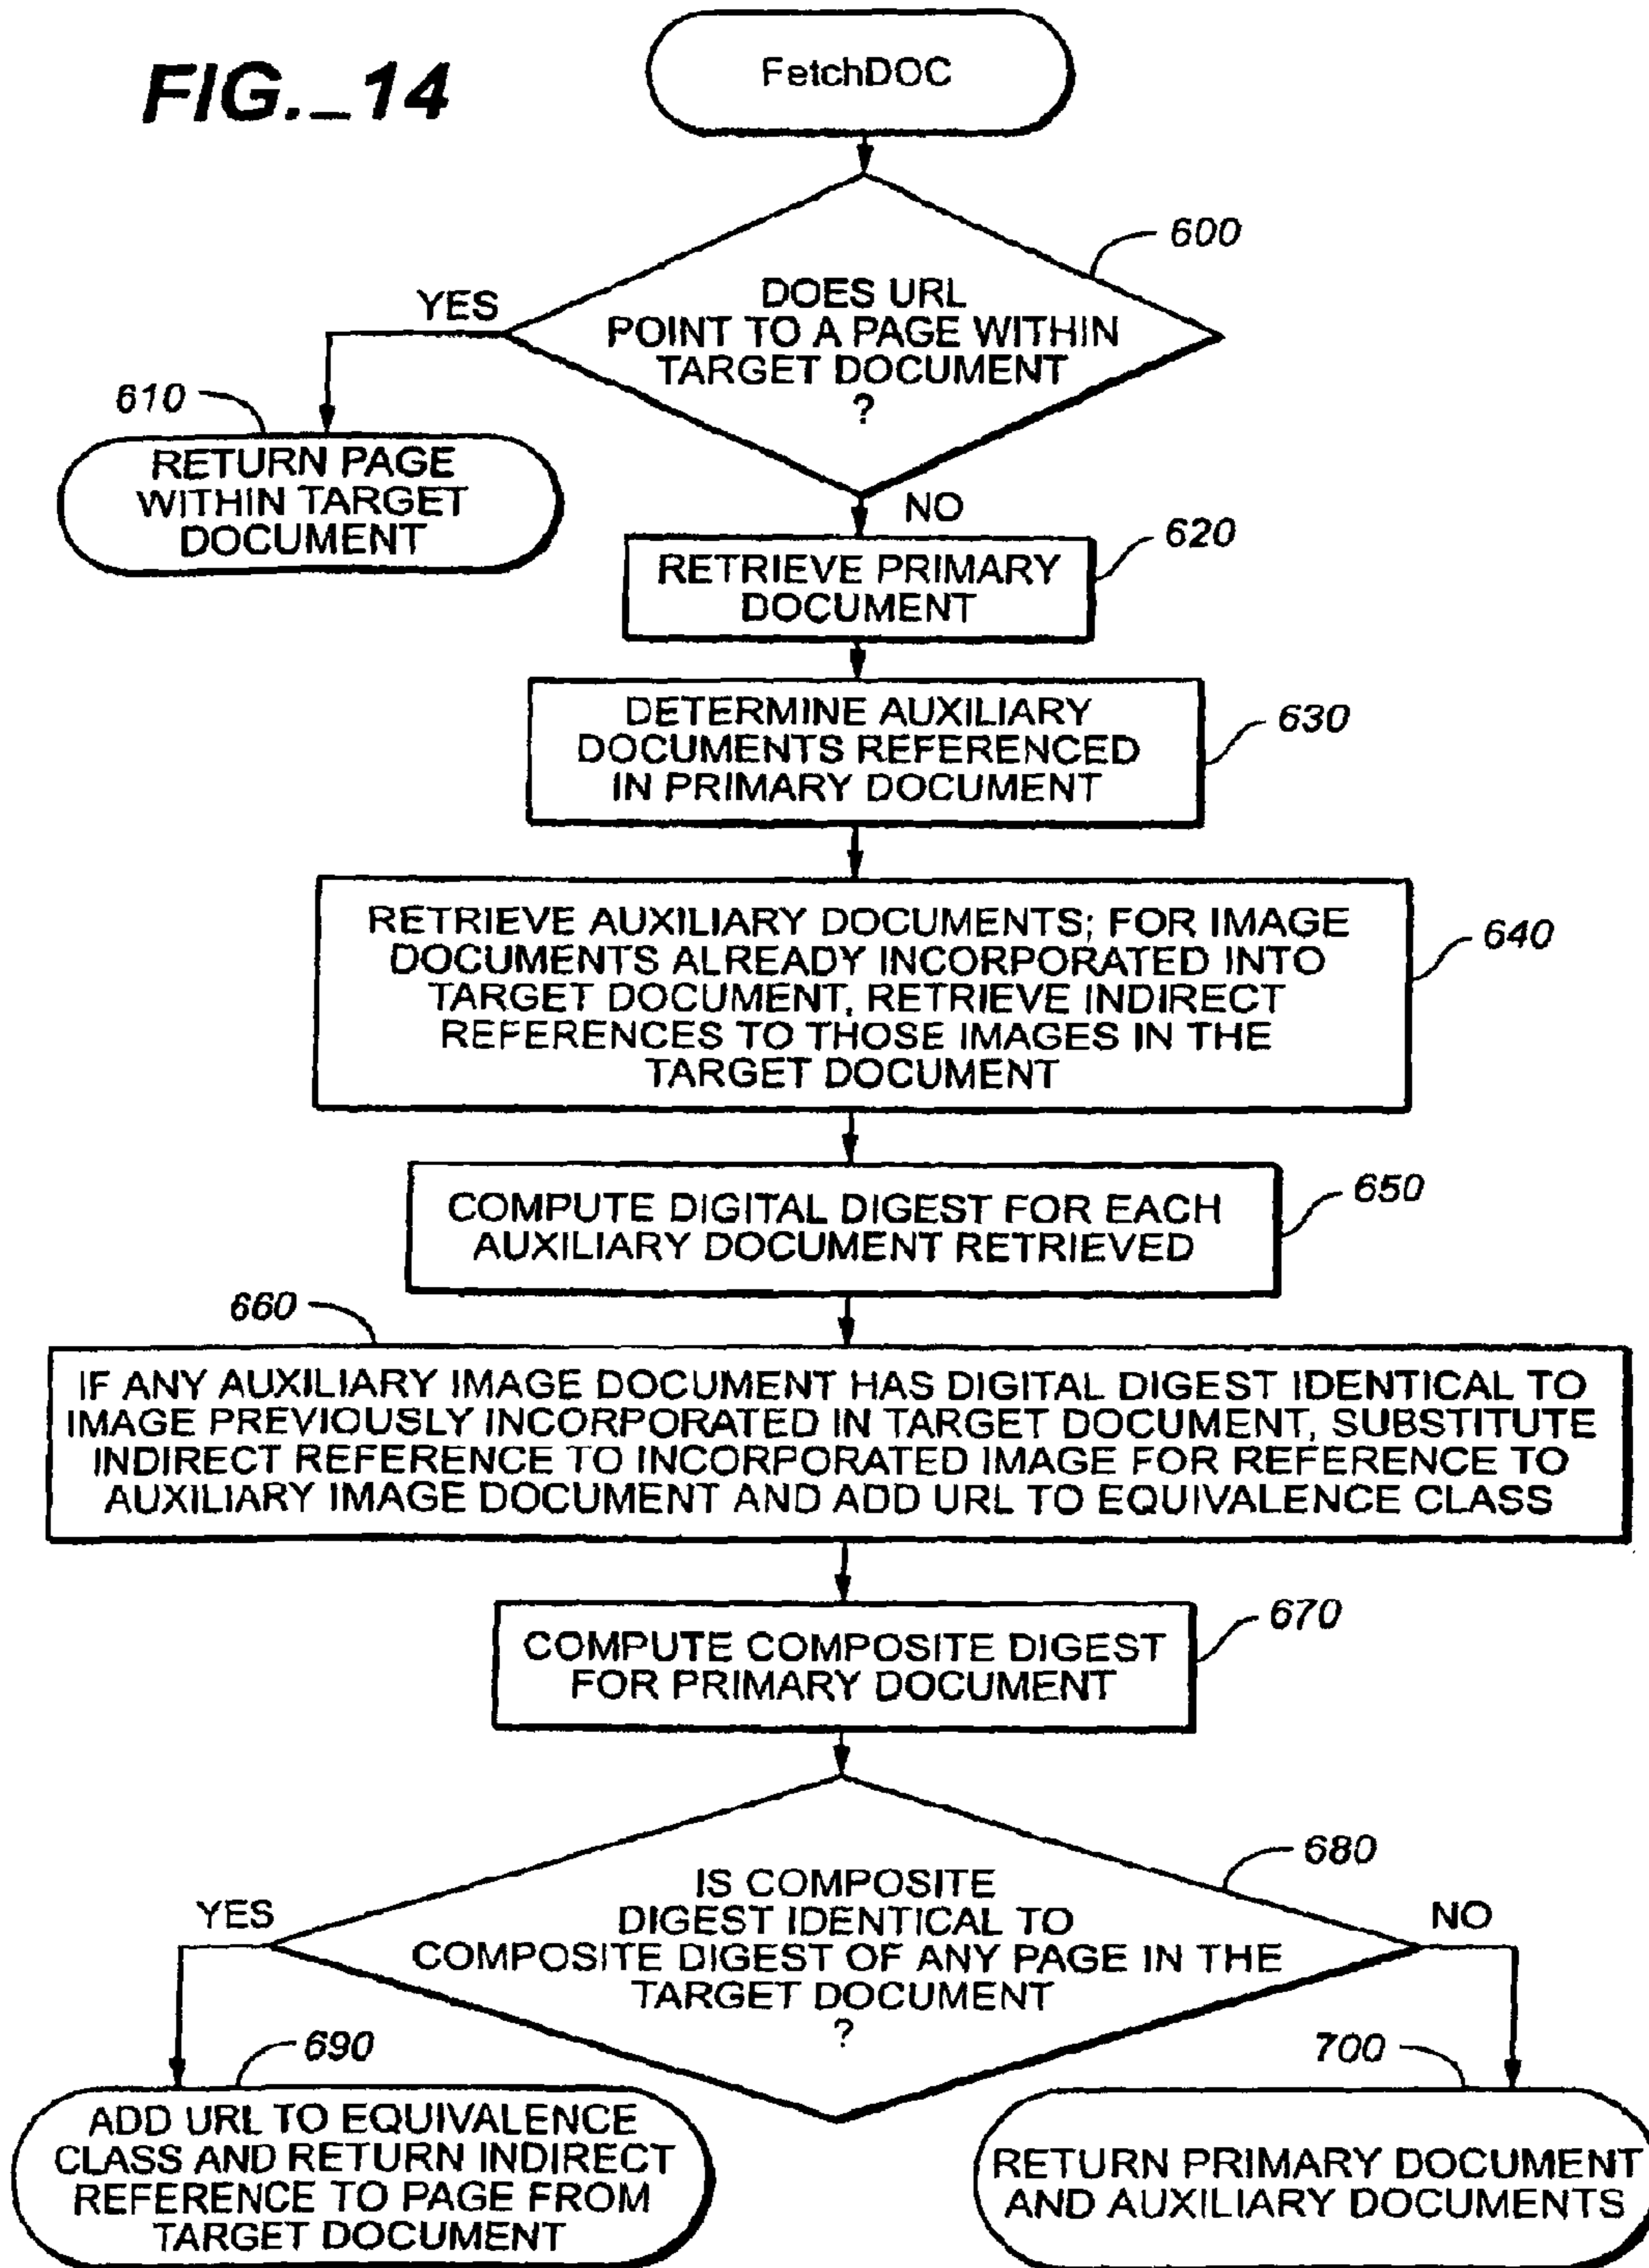 FIG._14
FetchDOC
600
DOES URL
POINT TO A PAGE WITHIN
TARGET DOCUMENT
?
YES
610
RETURN PAGE
WITHIN TARGET
DOCUMENT
NO
620
RETRIEVE PRIMARY
DOCUMENT
630
DETERMINE AUXILIARY
DOCUMENTS REFERENCED
IN PRIMARY DOCUMENT
640
RETRIEVE AUXILIARY DOCUMENTS; FOR IMAGE
DOCUMENTS ALREADY INCORPORATED INTO
TARGET DOCUMENT, RETRIEVE INDIRECT
REFERENCES TO THOSE IMAGES IN THE
TARGET DOCUMENT
650
COMPUTE DIGITAL DIGEST FOR EACH
AUXILIARY DOCUMENT RETRIEVED
660
IF ANY AUXILIARY IMAGE DOCUMENT HAS DIGITAL DIGEST IDENTICAL TO
IMAGE PREVIOUSLY INCORPORATED IN TARGET DOCUMENT, SUBSTITUTE
INDIRECT REFERENCE TO INCORPORATED IMAGE FOR REFERENCE TO
AUXILIARY IMAGE DOCUMENT AND ADD URL TO EQUIVALENCE CLASS
670
COMPUTE COMPOSITE DIGEST
FOR PRIMARY DOCUMENT
680
IS COMPOSITE
DIGEST IDENTICAL TO
COMPOSITE DIGEST OF ANY PAGE IN THE
TARGET DOCUMENT
?
YES
NO
690
ADD URL TO EQUIVALENCE
CLASS AND RETURN INDIRECT
REFERENCE TO PAGE FROM
TARGET DOCUMENT
700
RETURN PRIMARY DOCUMENT
AND AUXILIARY DOCUMENTS